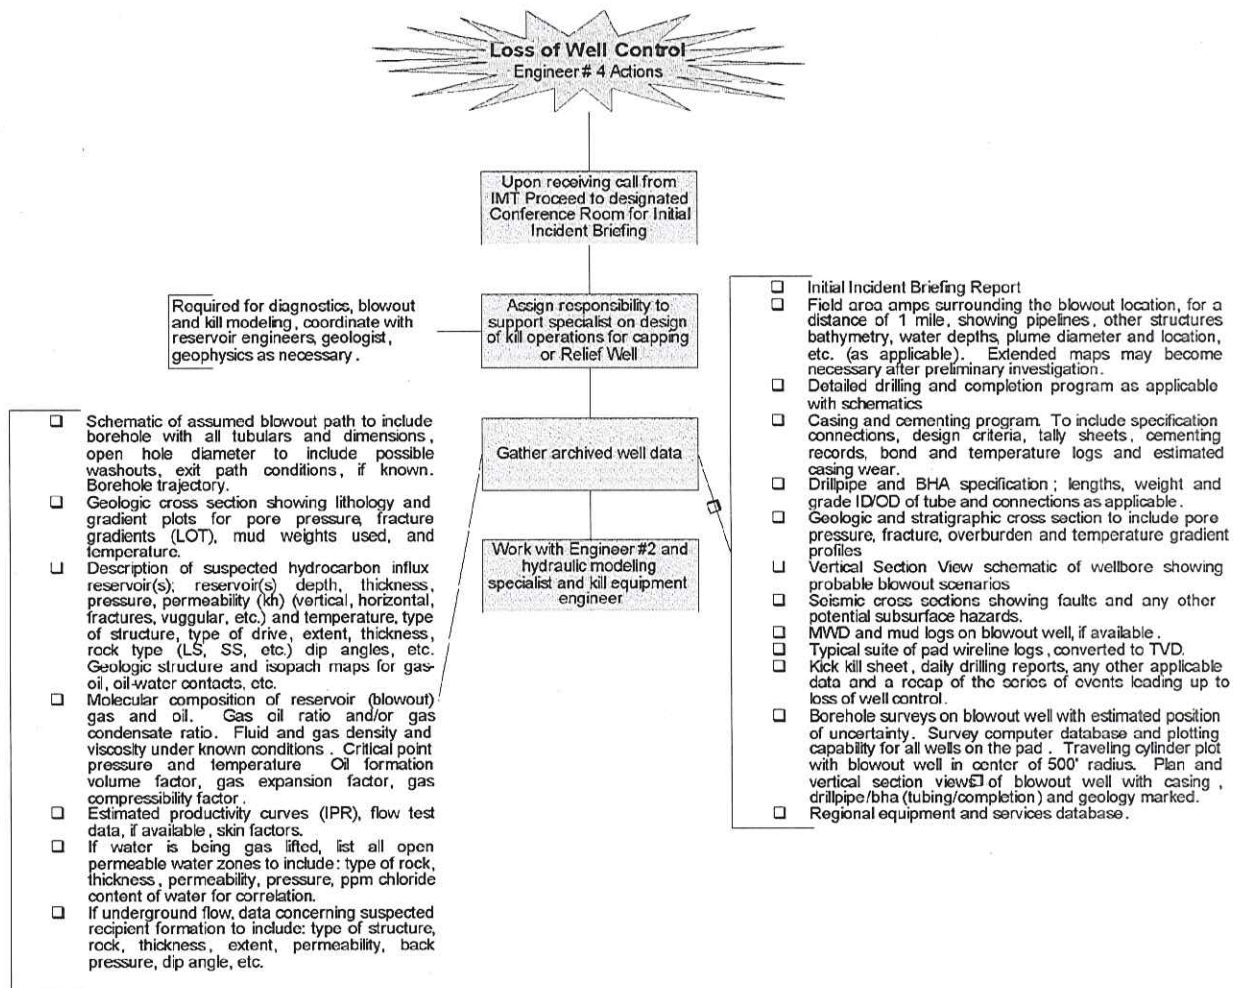 Loss of Well Control
Engineer # 4 Actions
Upon receiving call from
IMT Proceed to designated
Conference Room for Initial
Incident Briefing
Required for diagnostics, blowout
and kill modeling, coordinate with
reservoir engineers, geologist,
geophysics as necessary.
Assign responsibility to
support specialist on design
of kill operations for capping
or Relief Well
Gather archived well data
Work with Engineer #2 and
hydraulic modeling
specialist and kill equipment
engineer
❑ Schematic of assumed blowout path to include
borehole with all tubulars and dimensions,
open hole diameter to include possible
washouts, exit path conditions, if known.
Borehole trajectory.
❑ Geologic cross section showing lithology and
gradient plots for pore pressure, fracture
gradients (LOT), mud weights used, and
temperature.
❑ Description of suspected hydrocarbon influx
reservoir(s); reservoir(s) depth, thickness,
pressure, permeability (kh) (vertical, horizontal,
fractures, vuggular, etc.) and temperature, type
of structure, type of drive, extent, thickness,
rock type (LS, SS, etc.) dip angles, etc.
Geologic structure and isopach maps for gas-
oil, oil-water contacts, etc.
❑ Molecular composition of reservoir (blowout)
gas and oil. Gas oil ratio and/or gas
condensate ratio. Fluid and gas density and
viscosity under known conditions. Critical point
pressure and temperature Oil formation
volume factor, gas expansion factor, gas
compressibility factor.
❑ Estimated productivity curves (IPR), flow test
data, if available, skin factors.
❑ If water is being gas lifted, list all open
permeable water zones to include: type of rock,
thickness, permeability, pressure, ppm chloride
content of water for correlation.
❑ If underground flow, data concerning suspected
recipient formation to include: type of structure,
rock, thickness, extent, permeability, back
pressure, dip angle, etc.
❑ Initial Incident Briefing Report
❑ Field area amps surrounding the blowout location, for a
distance of 1 mile, showing pipelines, other structures
bathymetry, water depths, plume diameter and location,
etc. (as applicable). Extended maps may become
necessary after preliminary investigation.
❑ Detailed drilling and completion program as applicable
with schematics
❑ Casing and cementing program. To include specification
connections, design criteria, tally sheets, cementing
records, bond and temperature logs and estimated
casing wear.
❑ Drillpipe and BHA specification; lengths, weight and
grade ID/OD of tube and connections as applicable.
❑ Geologic and stratigraphic cross section to include pore
pressure, fracture, overburden and temperature gradient
profiles
❑ Vertical Section View schematic of wellbore showing
probable blowout scenarios
❑ Seismic cross sections showing faults and any other
potential subsurface hazards.
❑ MWD and mud logs on blowout well, if available.
❑ Typical suite of pad wireline logs, converted to TVD.
❑ Kick kill sheet, daily drilling reports, any other applicable
data and a recap of the series of events leading up to
loss of well control.
❑ Borehole surveys on blowout well with estimated position
of uncertainty. Survey computer database and plotting
capability for all wells on the pad. Traveling cylinder plot
with blowout well in center of 500' radius. Plan and
vertical section views of blowout well with casing,
drillpipe/bha (tubing/completion) and geology marked.
❑ Regional equipment and services database.